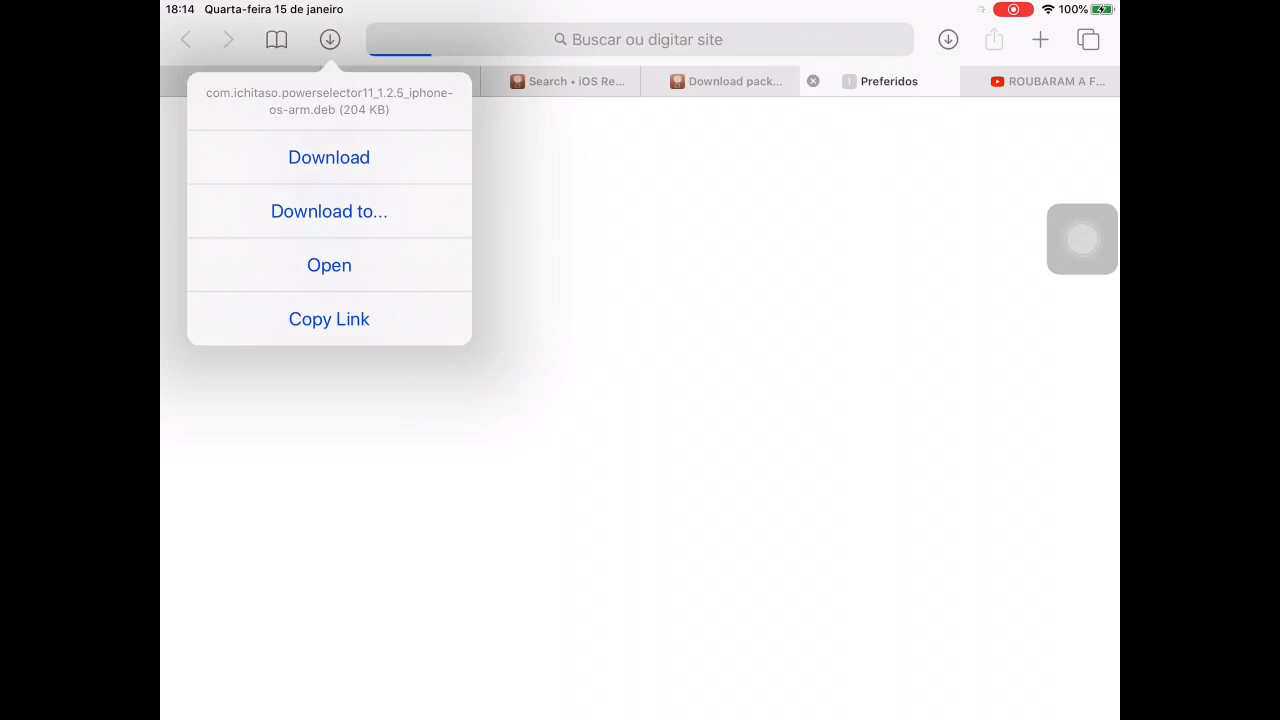 18:14 Quarta-feira 15 de janeiro
100%
Buscar ou digitar site
Search • iOS Re...
Download pack...
Preferidos
ROUBARAM A F...
com.ichitaso.powerselector11_1.2.5_iphone-
os-arm.deb (204 KB)
Download
Download to...
Open
Copy Link